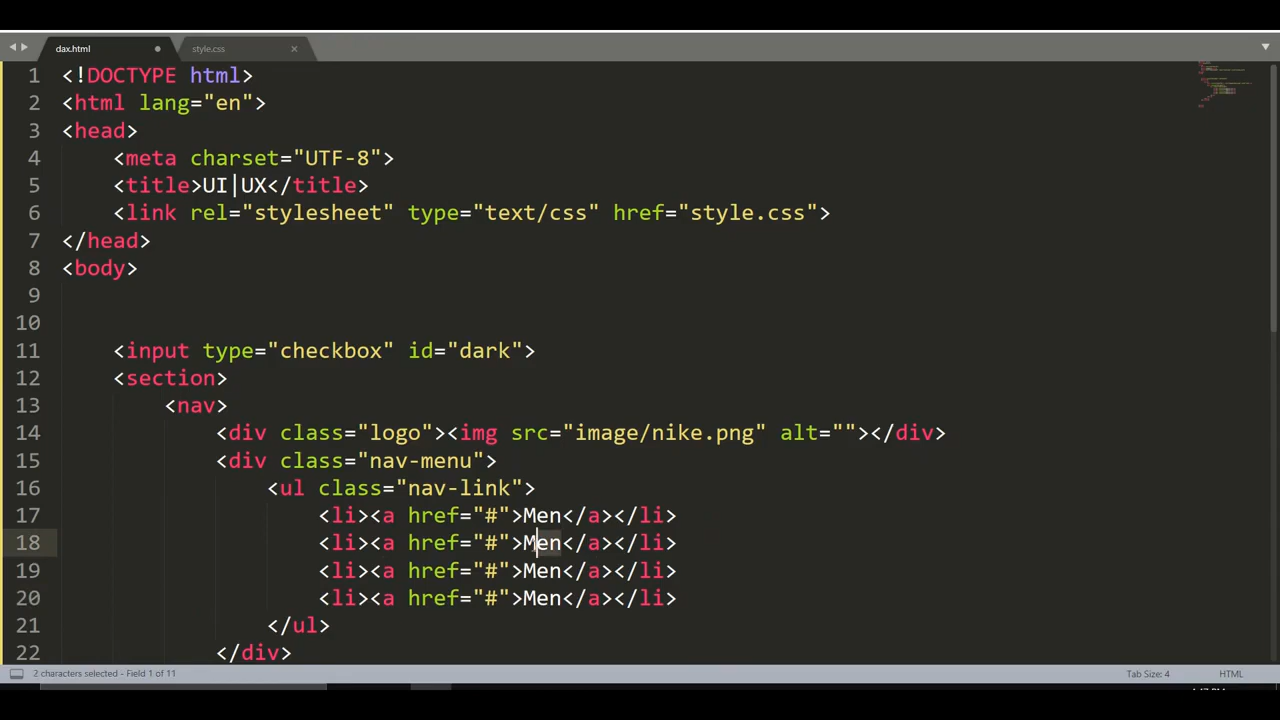 dax.html
style.css
1 <!DOCTYPE html>
2 <html lang="en">
3 <head>
4     <meta charset="UTF-8">
5     <title>UI|UX</title>
6     <link rel="stylesheet" type="text/css" href="style.css">
7 </head>
8 <body>
9
10
11     <input type="checkbox" id="dark">
12     <section>
13         <nav>
14             <div class="logo"><img src="image/nike.png" alt=""></div>
15             <div class="nav-menu">
16                 <ul class="nav-link">
17                     <li><a href="#">Men</a></li>
18                     <li><a href="#">Men</a></li>
19                     <li><a href="#">Men</a></li>
20                     <li><a href="#">Men</a></li>
21                 </ul>
22             </div>
2 characters selected - Field 1 of 11
Tab Size: 4
HTML